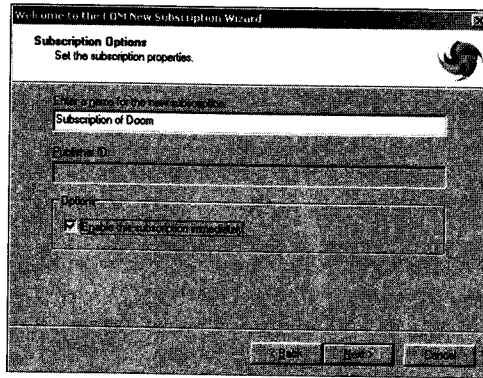 Welcome to the COM New Subscription Wizard
Subscription Options
Set the subscription properties.
Enter a name for the new subscription:
Subscription of Doom
Publisher ID:
Options
Enable this subscription immediately
< Back
Next >
Cancel